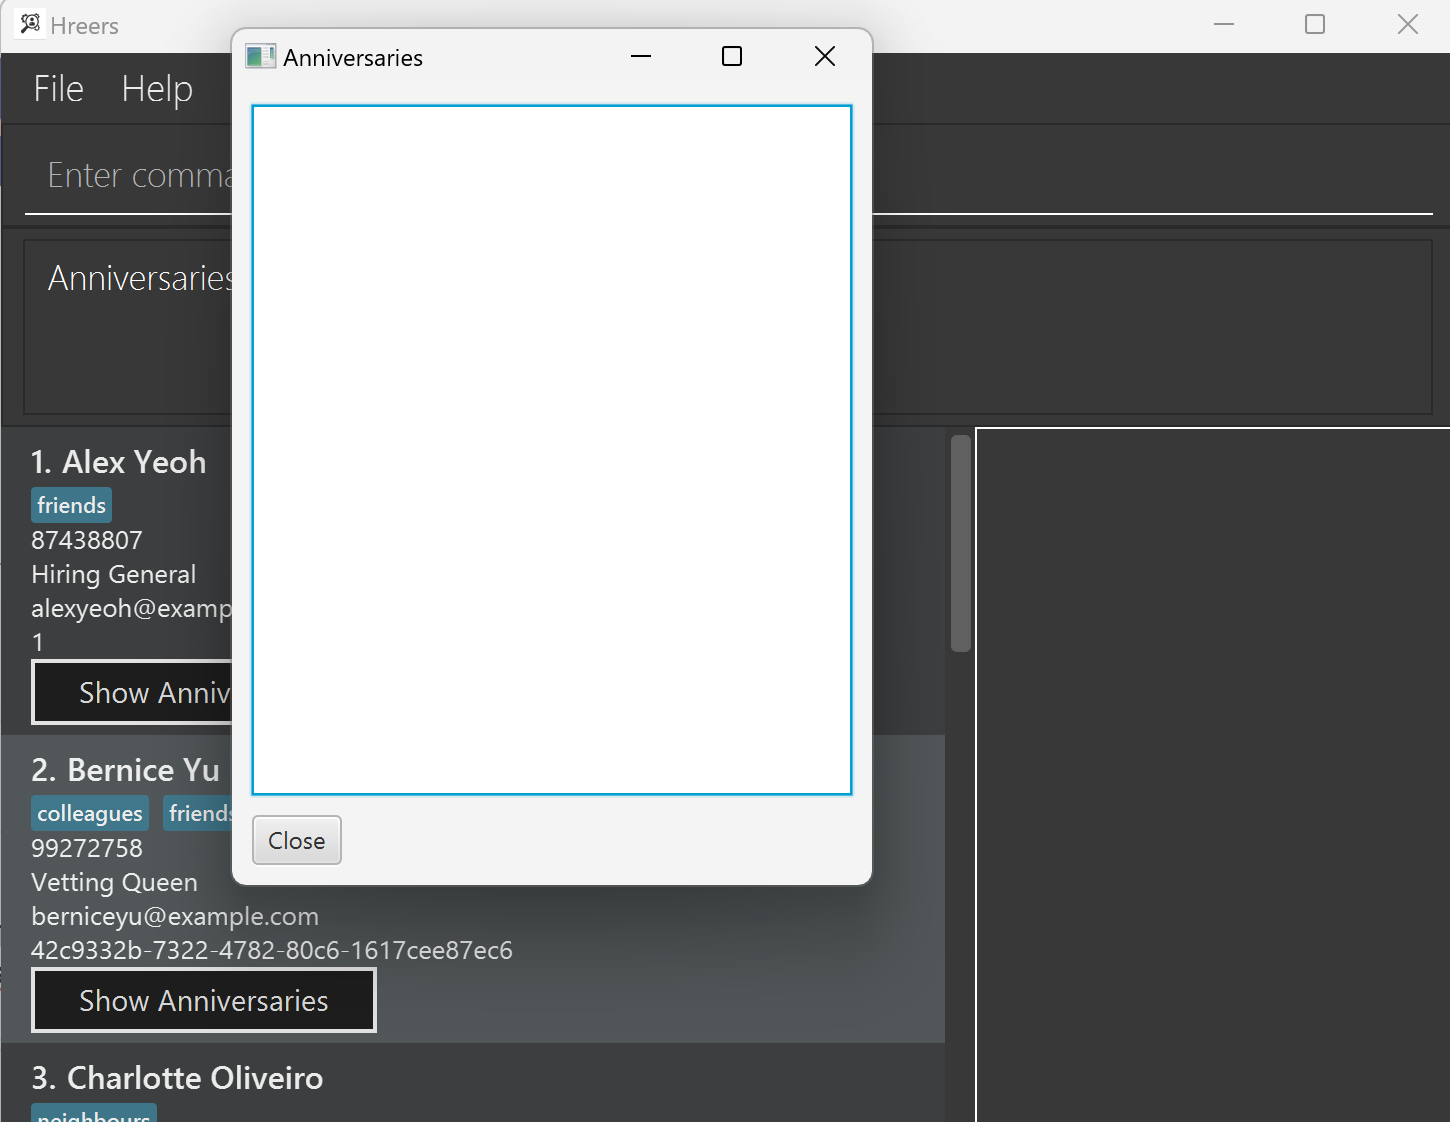 Hreers
Anniversaries
File Help
Enter comma
Anniversaries
1. Alex Yeoh
friends
87438807
Hiring General
alexyeoh@examp
1
Show Anniv
2. Bernice Yu
colleagues friends
99272758
Vetting Queen
berniceyu@example.com
42c9332b-7322-4782-80c6-1617cee87ec6
Show Anniversaries
3. Charlotte Oliveiro
neighbours
Close